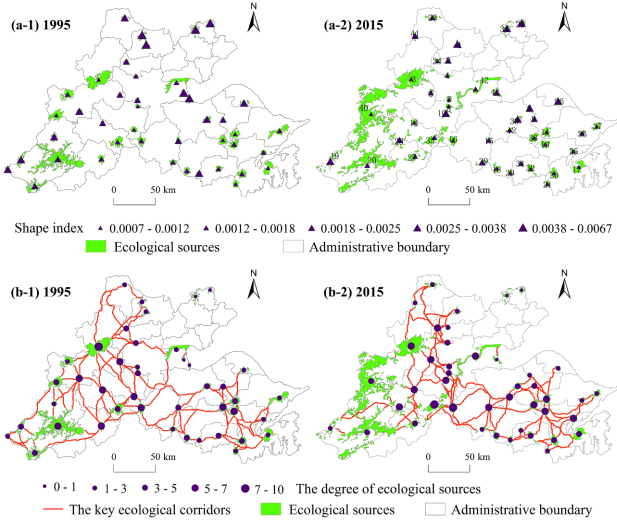 (a-1) 1995
N
(a-2) 2015
N
0 50 km
0 50 km
Shape index 0.0007 - 0.0012 0.0012 - 0.0018 0.0018 - 0.0025 0.0025 - 0.0038 0.0038 - 0.0067
Ecological sources Administrative boundary
(b-1) 1995
N
(b-2) 2015
N
0 50 km
0 50 km
0 - 1 1 - 3 3 - 5 5 - 7 7 - 10 The degree of ecological sources
The key ecological corridors Ecological sources Administrative boundary